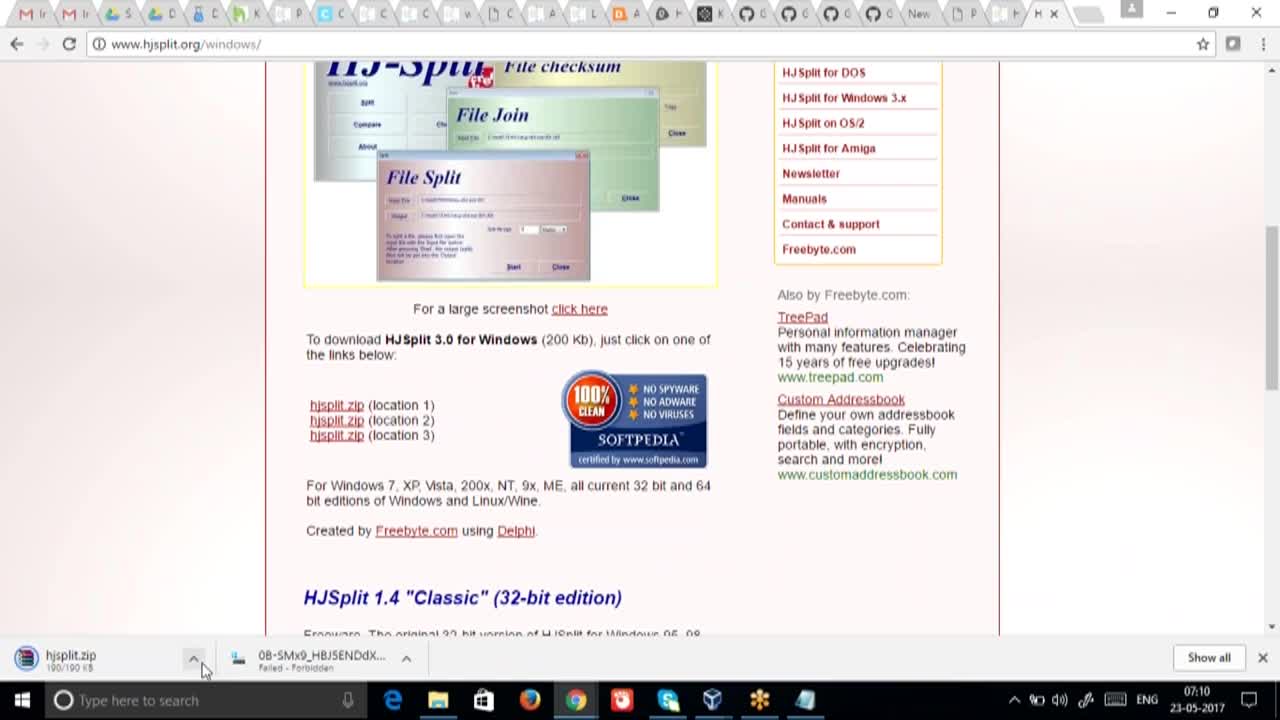 www.hjsplit.org/windows/
HJ-Split
File checksum
Split
Compare
About
File Join
Copy
Close
Close
File Split
Start
Close
For a large screenshot click here
To download HJSplit 3.0 for Windows (200 Kb), just click on one of
the links below:
hjsplit.zip (location 1)
hjsplit.zip (location 2)
hjsplit.zip (location 3)
100%
CLEAN
NO SPYWARE
NO ADWARE
NO VIRUSES
SOFTPEDIA
certified by www.softpedia.com
For Windows 7, XP, Vista, 200x, NT, 9x, ME, all current 32 bit and 64
bit editions of Windows and Linux/Wine.
Created by Freebyte.com using Delphi.
HJSplit 1.4 "Classic" (32-bit edition)
Freeware. The original 32 bit version of HJSplit for Windows 95, 98,
HJSplit for DOS
HJSplit for Windows 3.x
HJSplit on OS/2
HJSplit for Amiga
Newsletter
Manuals
Contact & support
Freebyte.com
Also by Freebyte.com:
TreePad
Personal information manager
with many features. Celebrating
15 years of free upgrades!
www.treepad.com
Custom Addressbook
Define your own addressbook
fields and categories. Fully
portable, with encryption,
search and more!
www.customaddressbook.com
hjsplit.zip
190/190 KB
0B-SMx9_HBJ5ENDdX...
Failed - Forbidden
Show all
Type here to search
ENG
07:10
23-05-2017